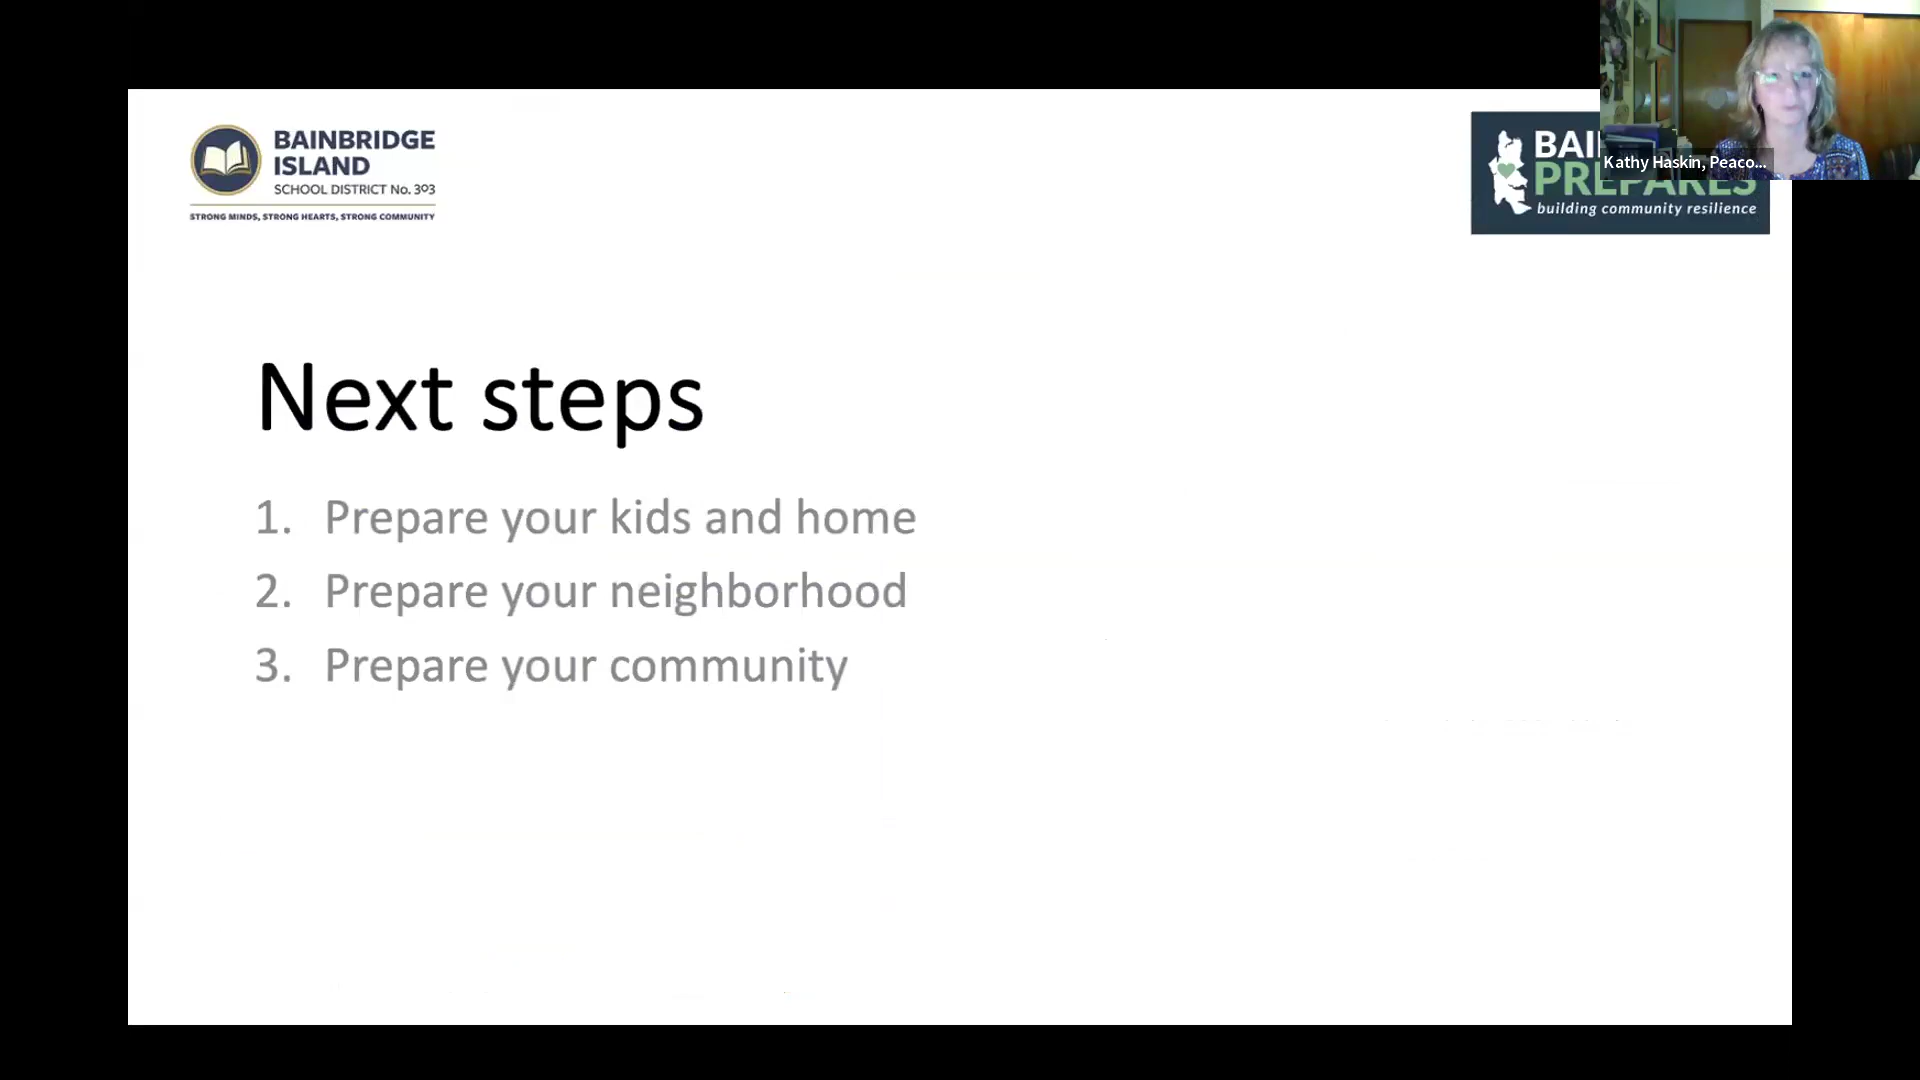 BAINBRIDGE
ISLAND
SCHOOL DISTRICT No. 303
STRONG MINDS, STRONG HEARTS, STRONG COMMUNITY
BAI
PREPARES
building community resilience
Kathy Haskin, Peaco...
Next steps
1. Prepare your kids and home
2. Prepare your neighborhood
3. Prepare your community